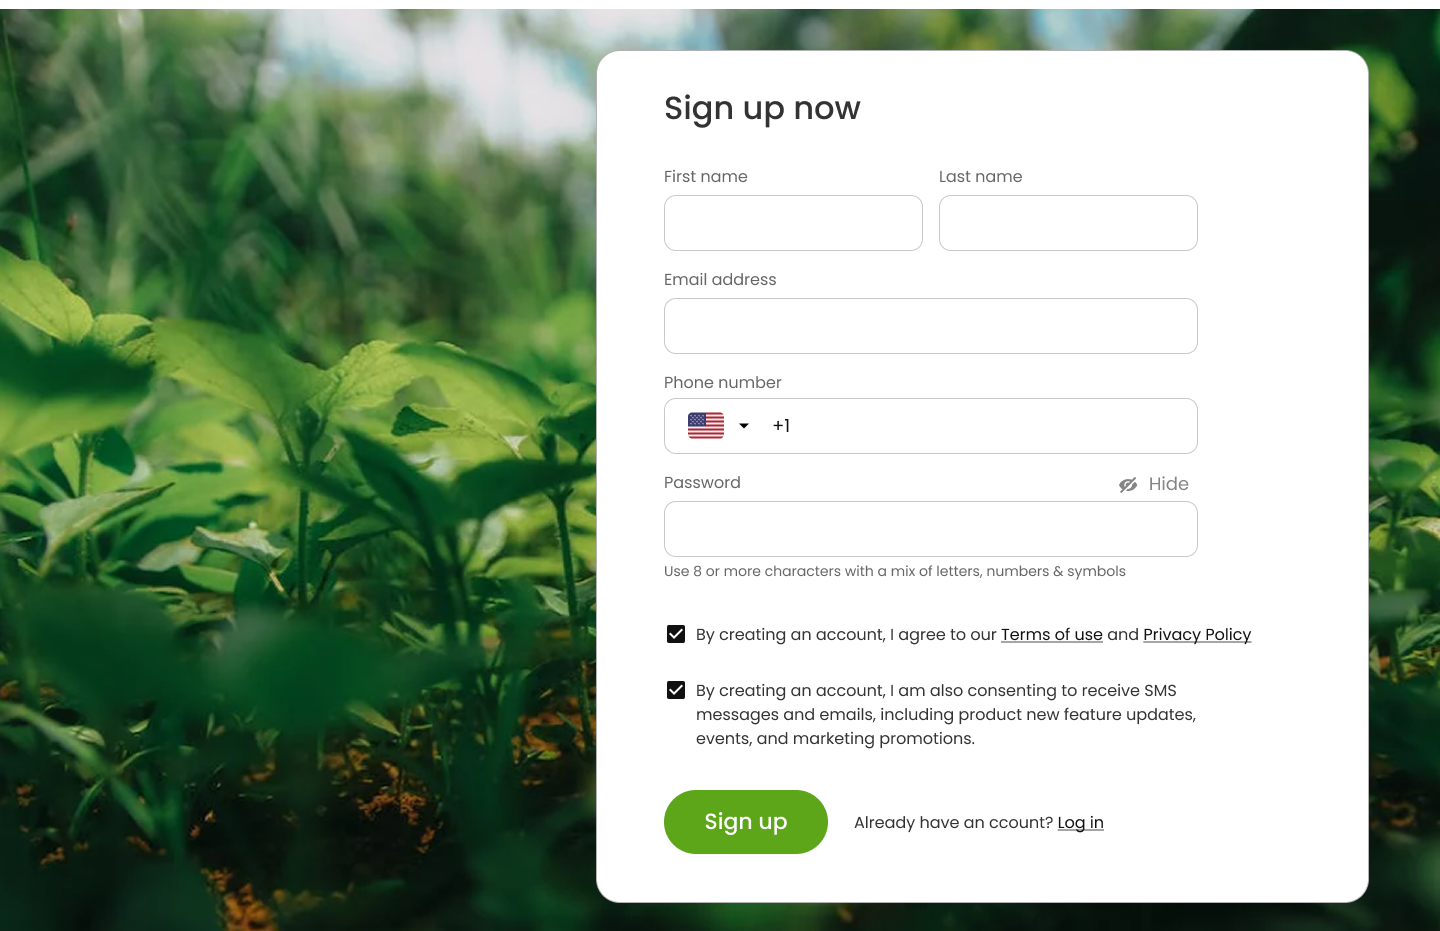 Sign up now
First name
Last name
Email address
Phone number
+1
Password
Hide
Use 8 or more characters with a mix of letters, numbers & symbols
By creating an account, I agree to our Terms of use and Privacy Policy
By creating an account, I am also consenting to receive SMS
messages and emails, including product new feature updates,
events, and marketing promotions.
Sign up
Already have an ccount? Log in